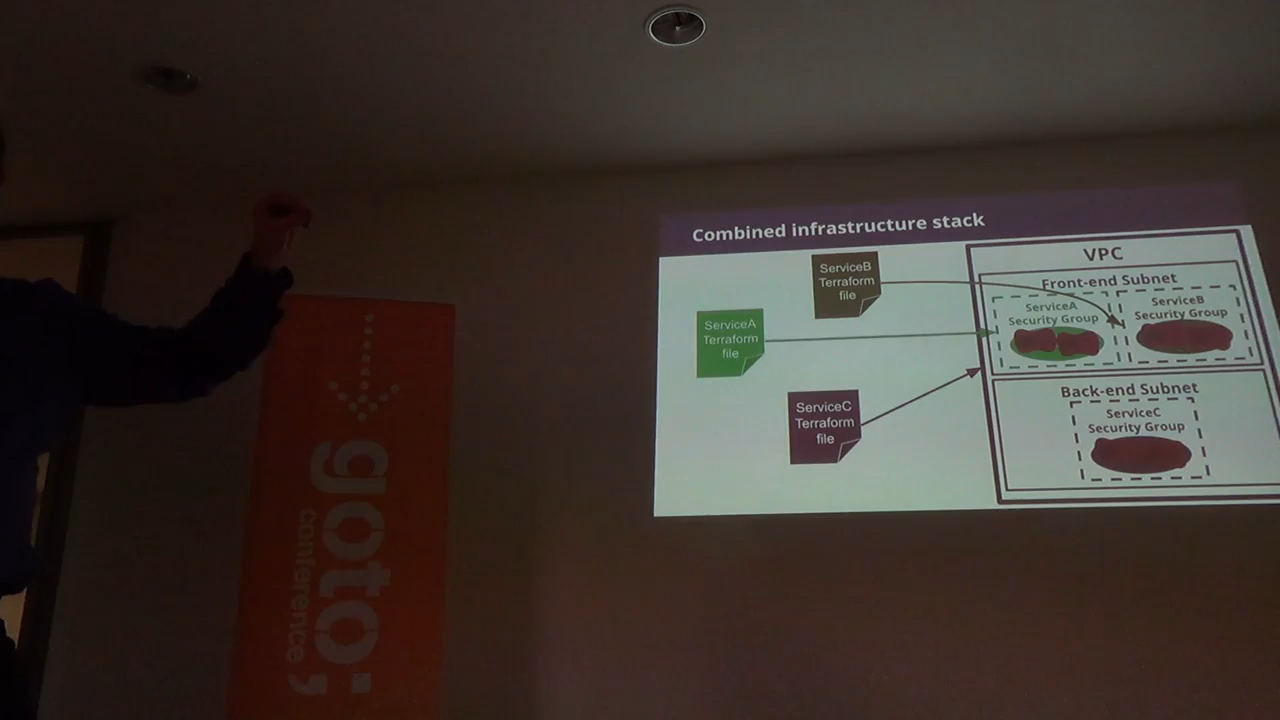 Combined infrastructure stack
ServiceB
Terraform
file
ServiceA
Terraform
file
ServiceC
Terraform
file
VPC
Front-end Subnet
ServiceA
Security Group
ServiceB
Security Group
Back-end Subnet
ServiceC
Security Group
goto;
conference